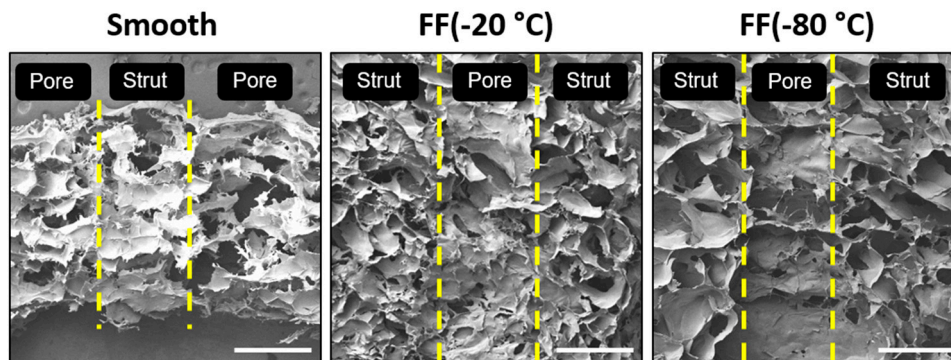 Smooth
FF(-20 °C)
FF(-80 °C)
Pore
Strut
Pore
Strut
Pore
Strut
Strut
Pore
Strut